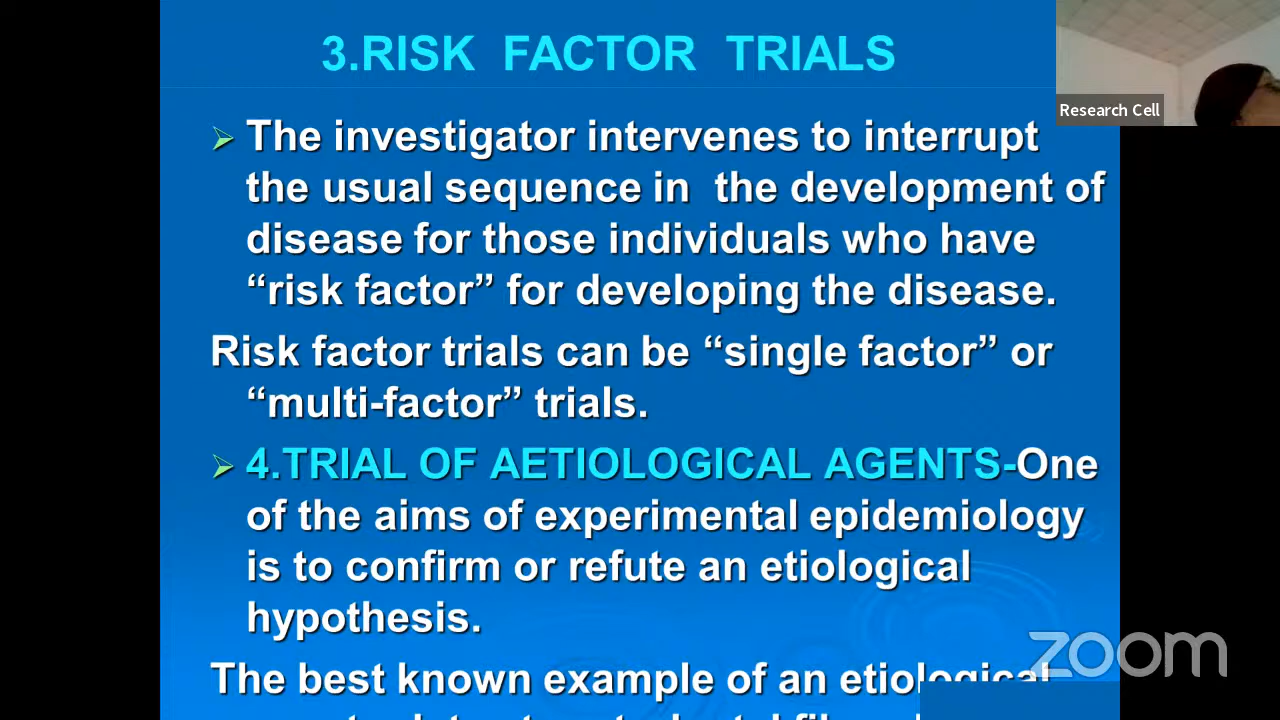 3.RISK FACTOR TRIALS
Research Cell
➢ The investigator intervenes to interrupt
the usual sequence in the development of
disease for those individuals who have
“risk factor” for developing the disease.
Risk factor trials can be “single factor” or
“multi-factor” trials.
➢ 4.TRIAL OF AETIOLOGICAL AGENTS-One
of the aims of experimental epidemiology
is to confirm or refute an etiological
hypothesis.
zoom
The best known example of an etiological